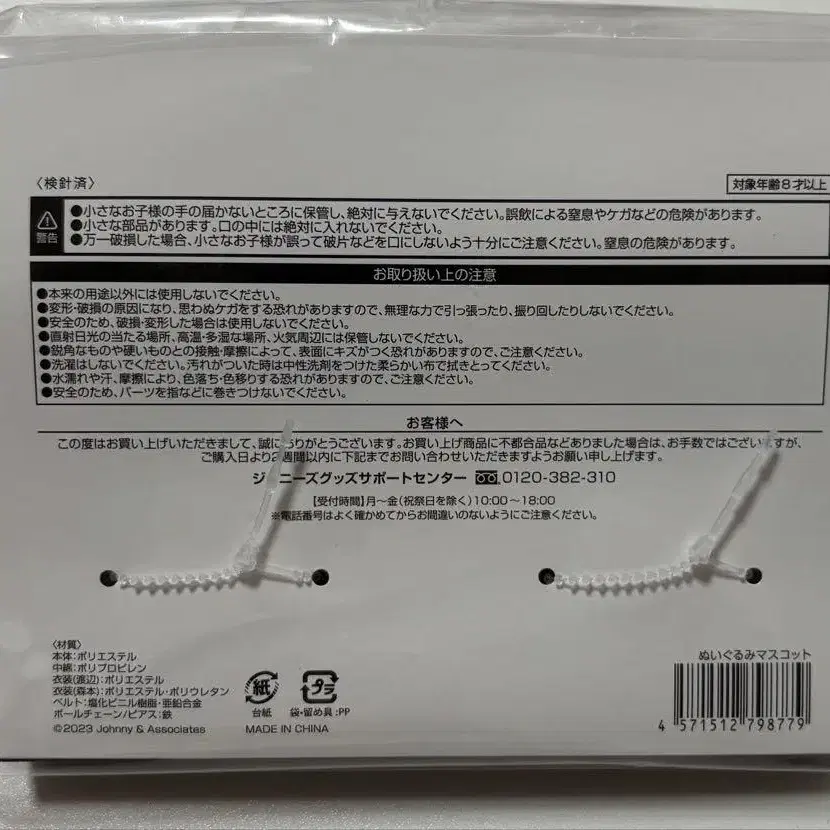 〈検針済〉
対象年齢8才以上
警告
●小さなお子様の手の届かないところに保管し、絶対に与えないでください。誤飲による窒息やケガなどの危険があります。
●小さな部品があります。口の中には絶対に入れないでください。
●万一破損した場合、小さなお子様が誤って破片などを口にしないよう十分にご注意ください。窒息の危険があります。
お取り扱い上の注意
●本来の用途以外には使用しないでください。
●変形・破損の原因になり、思わぬケガをする恐れがありますので、無理な力で引っ張ったり、振り回したりしないでください。
●安全のため、破損・変形した場合は使用しないでください。
●直射日光の当たる場所、高温・多湿な場所、火気周辺には保管しないでください。
●鋭角なものや硬いものとの接触・摩擦によって、表面にキズがつく恐れがありますので、ご注意ください。
●洗濯はしないでください。汚れがついた時は中性洗剤をつけた柔らかい布で拭きとってください。
●水濡れや汗、摩擦により、色落ち・色移りする恐れがありますので、ご注意ください。
●安全のため、パーツを指などに巻きつけないでください。
お客様へ
この度はお買い上げいただきまして、誠にありがとうございます。お買い上げ商品に不都合品などありました場合は、お手数ではございますが、
ご購入日より2週間以内に下記までお問い合わせいただきますようお願い申し上げます。
ジャニーズグッズサポートセンター 0120-382-310
【受付時間】月～金(祝祭日を除く)10:00～18:00
※電話番号はよく確かめてからお間違いのないようにご注意ください。
〈材質〉
本体:ポリエステル
中綿:ポリプロピレン
衣装(渡辺):ポリエステル
衣装(森本):ポリエステル・ポリウレタン
ベルト:塩化ビニル樹脂・亜鉛合金
ボールチェーン/ピアス:鉄
©2023 Johnny & Associates
紙
台紙
プラ
袋・留め具:PP
MADE IN CHINA
ぬいぐるみマスコット
4 571512 798779